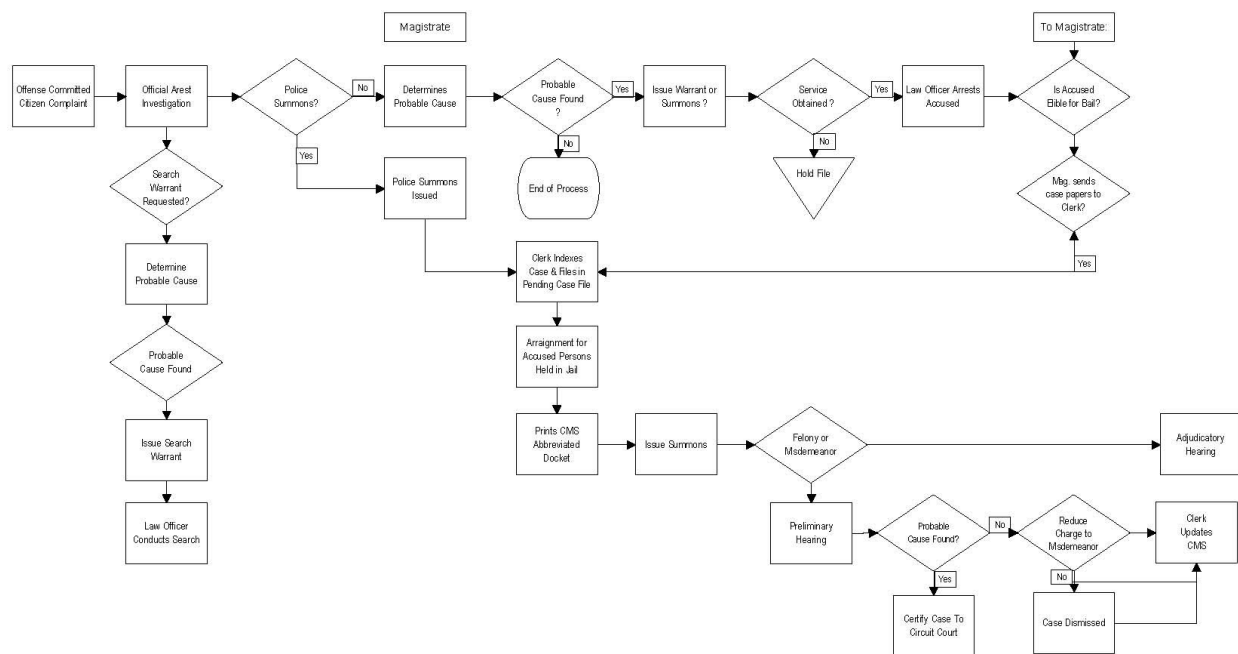 Magistrate
To Magistrate:
Offense Committed
Citizen Complaint
Official Arest
Investigation
Police
Summons?
No
Determines
Probable Cause
Probable
Cause Found
?
Yes
Issue Warrant or
Summons ?
Service
Obtained ?
Yes
Law Officer Arrests
Accused
Is Accused
Elible for Bail?
Yes
No
No
Search
Warrant
Requested?
Police Summons
Issued
End of Process
Hold File
Mag. sends
case papers to
Clerk?
Yes
Determine
Probable Cause
Clerk Indexes
Case & Files in
Pending Case File
Probable
Cause Found
Arraignment for
Accused Persons
Held in Jail
Issue Search
Warrant
Prints CMS
Abbreviated
Docket
Issue Summons
Felony or
Msdemeanor
Adjudicatory
Hearing
Law Officer
Conducts Search
Preliminary
Hearing
Probable
Cause Found?
No
Reduce
Charge to
Msdemeanor
Clerk
Updates
CMS
Yes
No
Certify Case To
Circuit Court
Case Dismissed